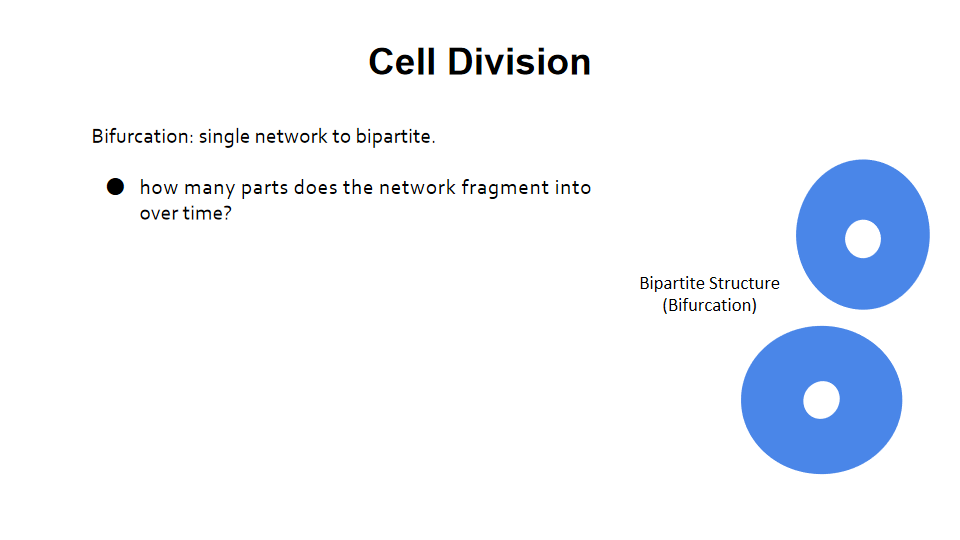 Cell Division
Bifurcation: single network to bipartite.
● how many parts does the network fragment into
over time?
Bipartite Structure
(Bifurcation)